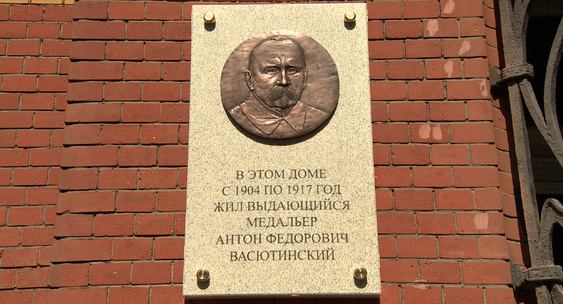 В ЭТОМ ДОМЕ
С 1904 ПО 1917 ГОД
ЖИЛ ВЫДАЮЩИЙСЯ
МЕДАЛЬЕР
АНТОН ФЕДОРОВИЧ
ВАСЮТИНСКИЙ